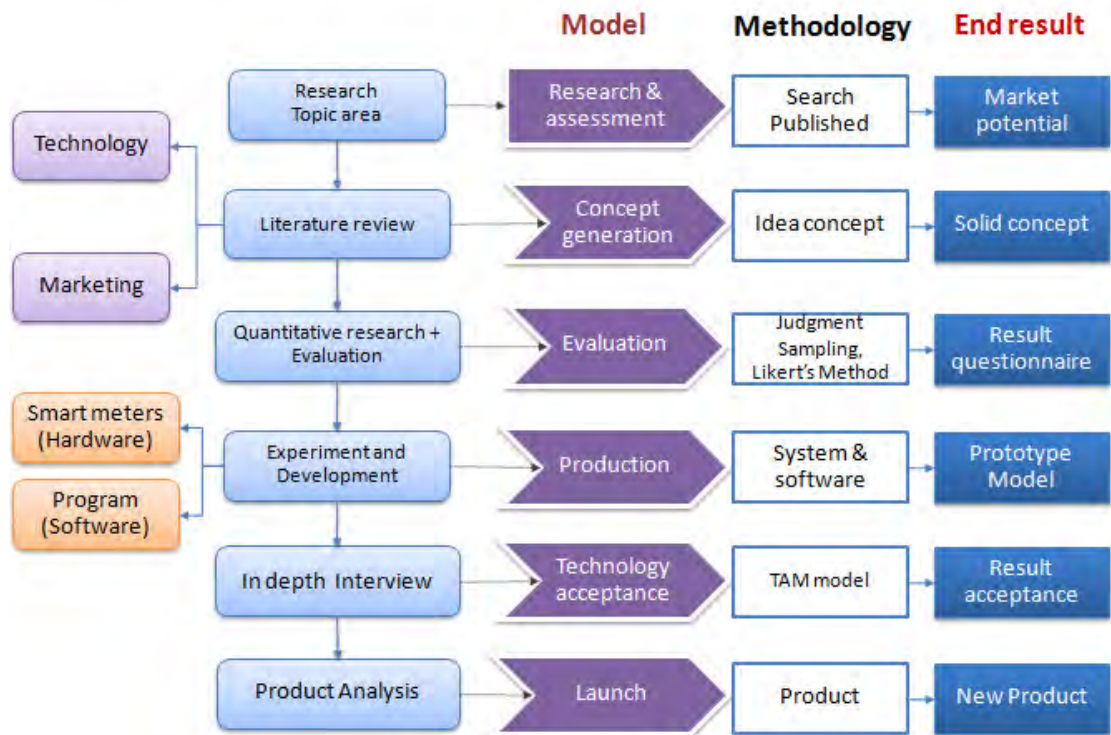 Model
Methodology
End result
Research
Topic area
Research &
assessment
Search
Published
Market
potential
Technology
Literature review
Concept
generation
Idea concept
Solid concept
Marketing
Quantitative research +
Evaluation
Evaluation
Judgment
Sampling,
Likert's Method
Result
questionnaire
Smart meters
(Hardware)
Program
(Software)
Experiment and
Development
Production
System &
software
Prototype
Model
In depth Interview
Technology
acceptance
TAM model
Result
acceptance
Product Analysis
Launch
Product
New Product